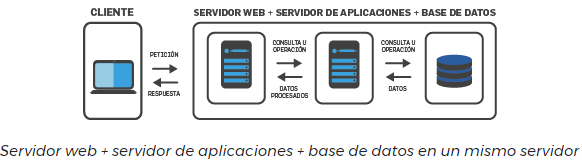 CLIENTE
SERVIDOR WEB + SERVIDOR DE APLICACIONES + BASE DE DATOS
PETICIÓN
RESPUESTA
CONSULTA U
OPERACIÓN
DATOS
PROCESADOS
CONSULTA U
OPERACIÓN
DATOS
Servidor web + servidor de aplicaciones + base de datos en un mismo servidor